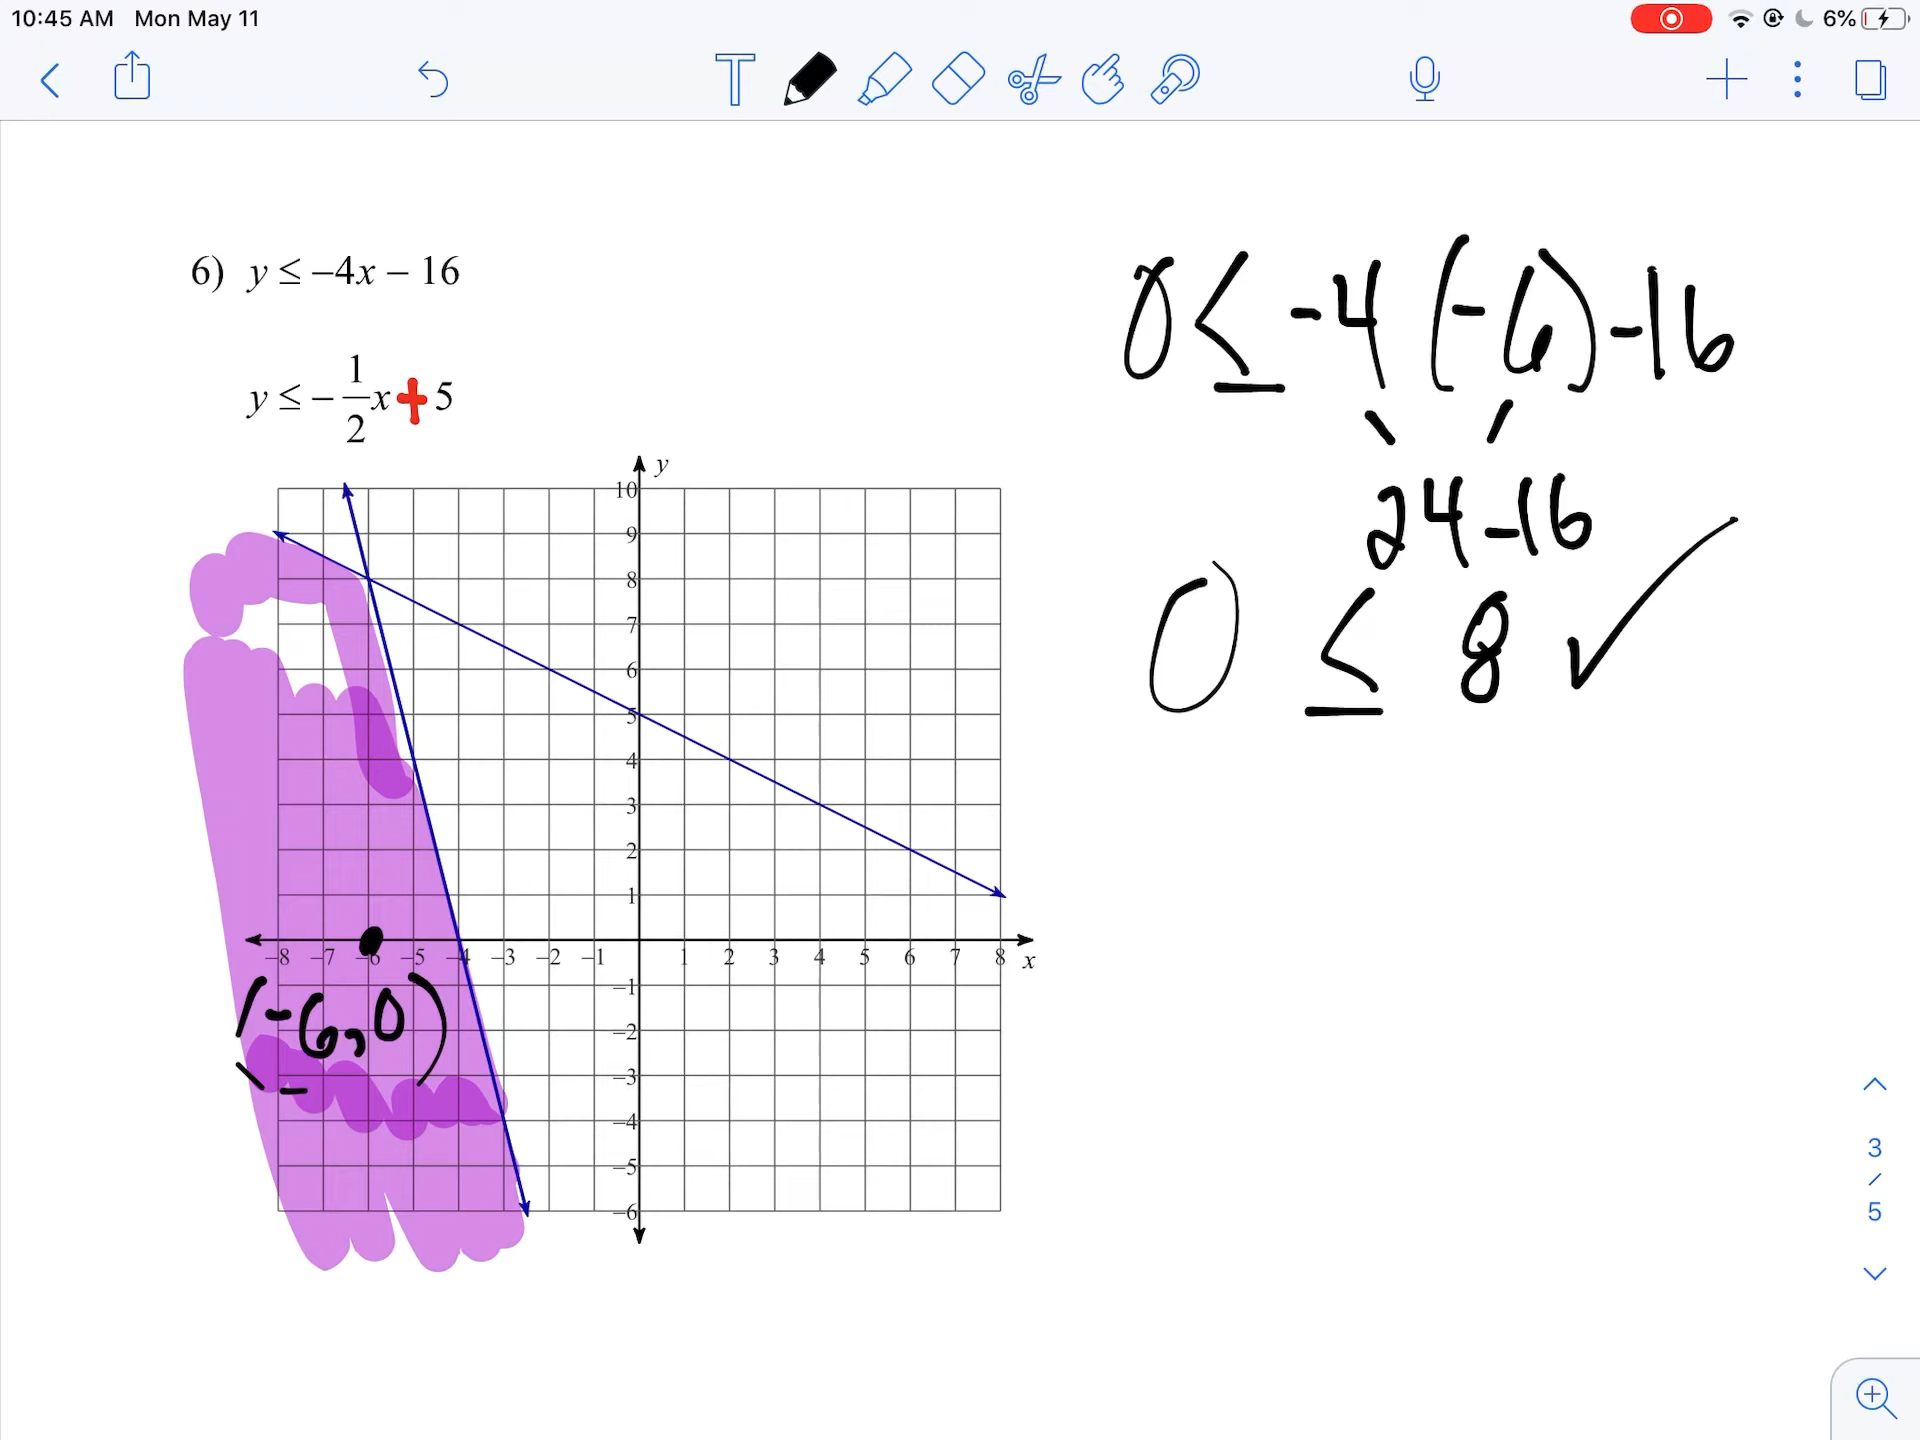 10:45 AM Mon May 11
6%
T
6) y ≤ −4x − 16
0 ≤ -4 (-6) -16
y ≤ −1/2x + 5
24 -16
0 ≤ 8 ✓
y
10
9
8
7
6
5
4
3
2
1
−8 −7 −6 −5 −4 −3 −2 −1 1 2 3 4 5 6 7 8 x
−1
(-6,0)
−2
−3
−4
−5
−6
3
/
5